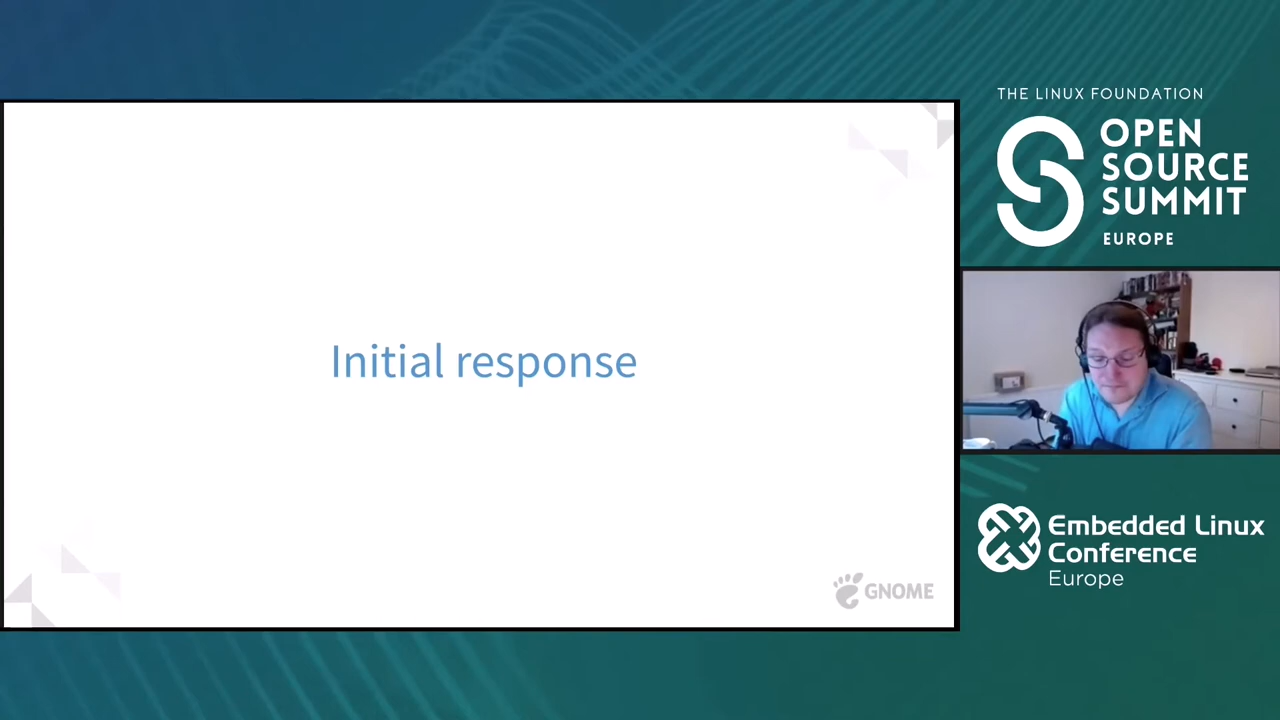 Initial response
GNOME
THE LINUX FOUNDATION
OPEN
SOURCE
SUMMIT
EUROPE
Embedded Linux
Conference
Europe